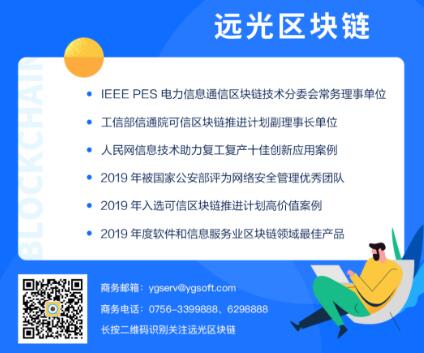 远光区块链
BLOCKCHAIN
IEEE PES 电力信息通信区块链技术分委会常务理事单位
工信部信通院可信区块链推进计划副理事长单位
人民网信息技术助力复工复产十佳创新应用案例
2019 年被国家公安部评为网络安全管理优秀团队
2019 年入选可信区块链推进计划高价值案例
2019 年度软件和信息服务业区块链领域最佳产品
商务邮箱：ygserv@ygsoft.com
商务电话：0756-3399888、6298888
长按二维码识别关注远光区块链